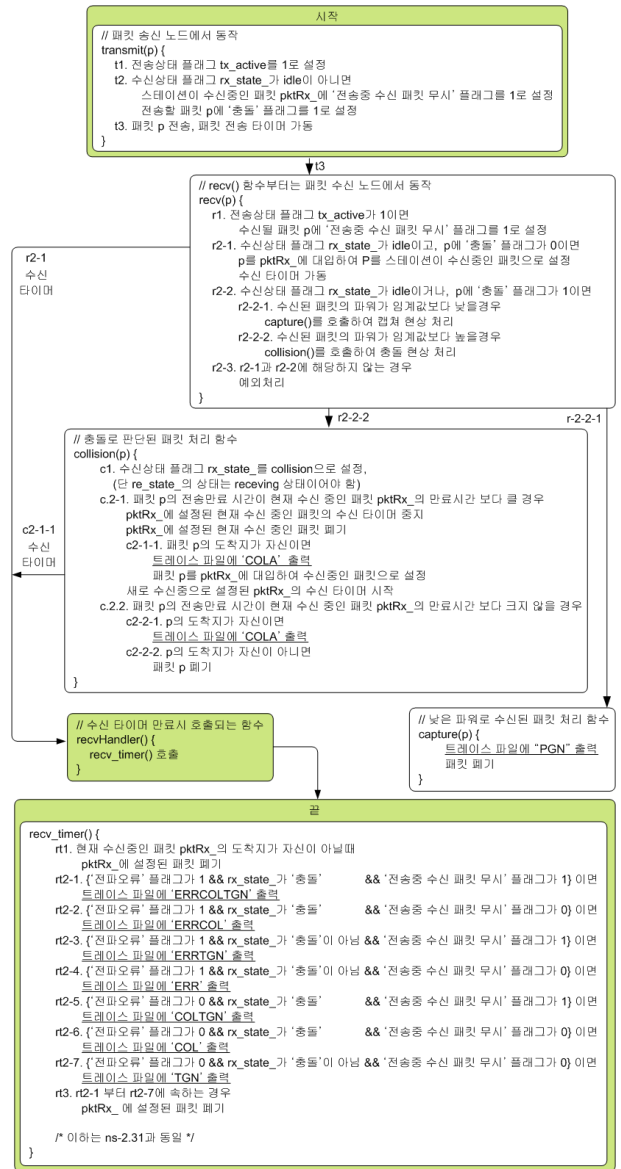 시작
// 패킷 송신 노드에서 동작
transmit(p) {
t1. 전송상태 플래그 tx_active를 1로 설정
t2. 수신상태 플래그 rx_state_가 idle이 아니면
스테이션이 수신중인 패킷 pktRx_에 ‘전송중 수신 패킷 무시’ 플래그를 1로 설정
전송할 패킷 p에 ‘충돌’ 플래그를 1로 설정
t3. 패킷 p 전송, 패킷 전송 타이머 가동
}
t3
// recv() 함수부터는 패킷 수신 노드에서 동작
recv(p) {
r1. 전송상태 플래그 tx_active가 1이면
수신될 패킷 p에 ‘전송중 수신 패킷 무시’ 플래그를 1로 설정
r2-1. 수신상태 플래그 rx_state_가 idle이고, p에 ‘충돌’ 플래그가 0이면
p를 pktRx_에 대입하여 P를 스테이션이 수신중인 패킷으로 설정
수신 타이머 가동
r2-2. 수신상태 플래그 rx_state_가 idle이거나, p에 ‘충돌’ 플래그가 1이면
r2-2-1. 수신된 패킷의 파워가 임계값보다 낮을경우
capture()를 호출하여 캡쳐 현상 처리
r2-2-2. 수신된 패킷의 파워가 임계값보다 높을경우
collision()를 호출하여 충돌 현상 처리
r2-3. r2-1과 r2-2에 해당하지 않는 경우
예외처리
}
r2-1
수신
타이머
r2-2-2
r-2-2-1
// 충돌로 판단된 패킷 처리 함수
collision(p) {
c1. 수신상태 플래그 rx_state_를 collision으로 설정,
(단 re_state_의 상태는 receving 상태이어야 함)
c.2-1. 패킷 p의 전송만료 시간이 현재 수신 중인 패킷 pktRx_의 만료시간 보다 클 경우
pktRx_에 설정된 현재 수신 중인 패킷의 수신 타이머 중지
pktRx_에 설정된 현재 수신 중인 패킷 폐기
c2-1-1. 패킷 p의 도착지가 자신이면
트레이스 파일에 ‘COLA’ 출력
패킷 p를 pktRx_에 대입하여 수신중인 패킷으로 설정
새로 수신중으로 설정된 pktRx_의 수신 타이머 시작
c.2.2. 패킷 p의 전송만료 시간이 현재 수신 중인 패킷 pktRx_의 만료시간 보다 크지 않을 경우
c2-2-1. p의 도착지가 자신이면
트레이스 파일에 ‘COLA’ 출력
c2-2-2. p의 도착지가 자신이 아니면
패킷 p 폐기
}
c2-1-1
수신
타이머
// 수신 타이머 만료시 호출되는 함수
recvHandler() {
recv_timer() 호출
}
// 낮은 파워로 수신된 패킷 처리 함수
capture(p) {
트레이스 파일에 “PGN” 출력
패킷 폐기
}
끝
recv_timer() {
rt1. 현재 수신중인 패킷 pktRx_의 도착지가 자신이 아닐때
pktRx_에 설정된 패킷 폐기
rt2-1. {‘전파오류’ 플래그가 1 && rx_state_가 ‘충돌’ && ‘전송중 수신 패킷 무시’ 플래그가 1} 이면
트레이스 파일에 ‘ERRCOLTGN’ 출력
rt2-2. {‘전파오류’ 플래그가 1 && rx_state_가 ‘충돌’ && ‘전송중 수신 패킷 무시’ 플래그가 0} 이면
트레이스 파일에 ‘ERRCOL’ 출력
rt2-3. {‘전파오류’ 플래그가 1 && rx_state_가 ‘충돌’이 아님 && ‘전송중 수신 패킷 무시’ 플래그가 1} 이면
트레이스 파일에 ‘ERRTGN’ 출력
rt2-4. {‘전파오류’ 플래그가 1 && rx_state_가 ‘충돌’이 아님 && ‘전송중 수신 패킷 무시’ 플래그가 0} 이면
트레이스 파일에 ‘ERR’ 출력
rt2-5. {‘전파오류’ 플래그가 0 && rx_state_가 ‘충돌’ && ‘전송중 수신 패킷 무시’ 플래그가 1} 이면
트레이스 파일에 ‘COLTGN’ 출력
rt2-6. {‘전파오류’ 플래그가 0 && rx_state_가 ‘충돌’ && ‘전송중 수신 패킷 무시’ 플래그가 0} 이면
트레이스 파일에 ‘COL’ 출력
rt2-7. {‘전파오류’ 플래그가 0 && rx_state_가 ‘충돌’이 아님 && ‘전송중 수신 패킷 무시’ 플래그가 0} 이면
트레이스 파일에 ‘TGN’ 출력
rt3. rt2-1 부터 rt2-7에 속하는 경우
pktRx_ 에 설정된 패킷 폐기
/* 이하는 ns-2.31과 동일 */
}